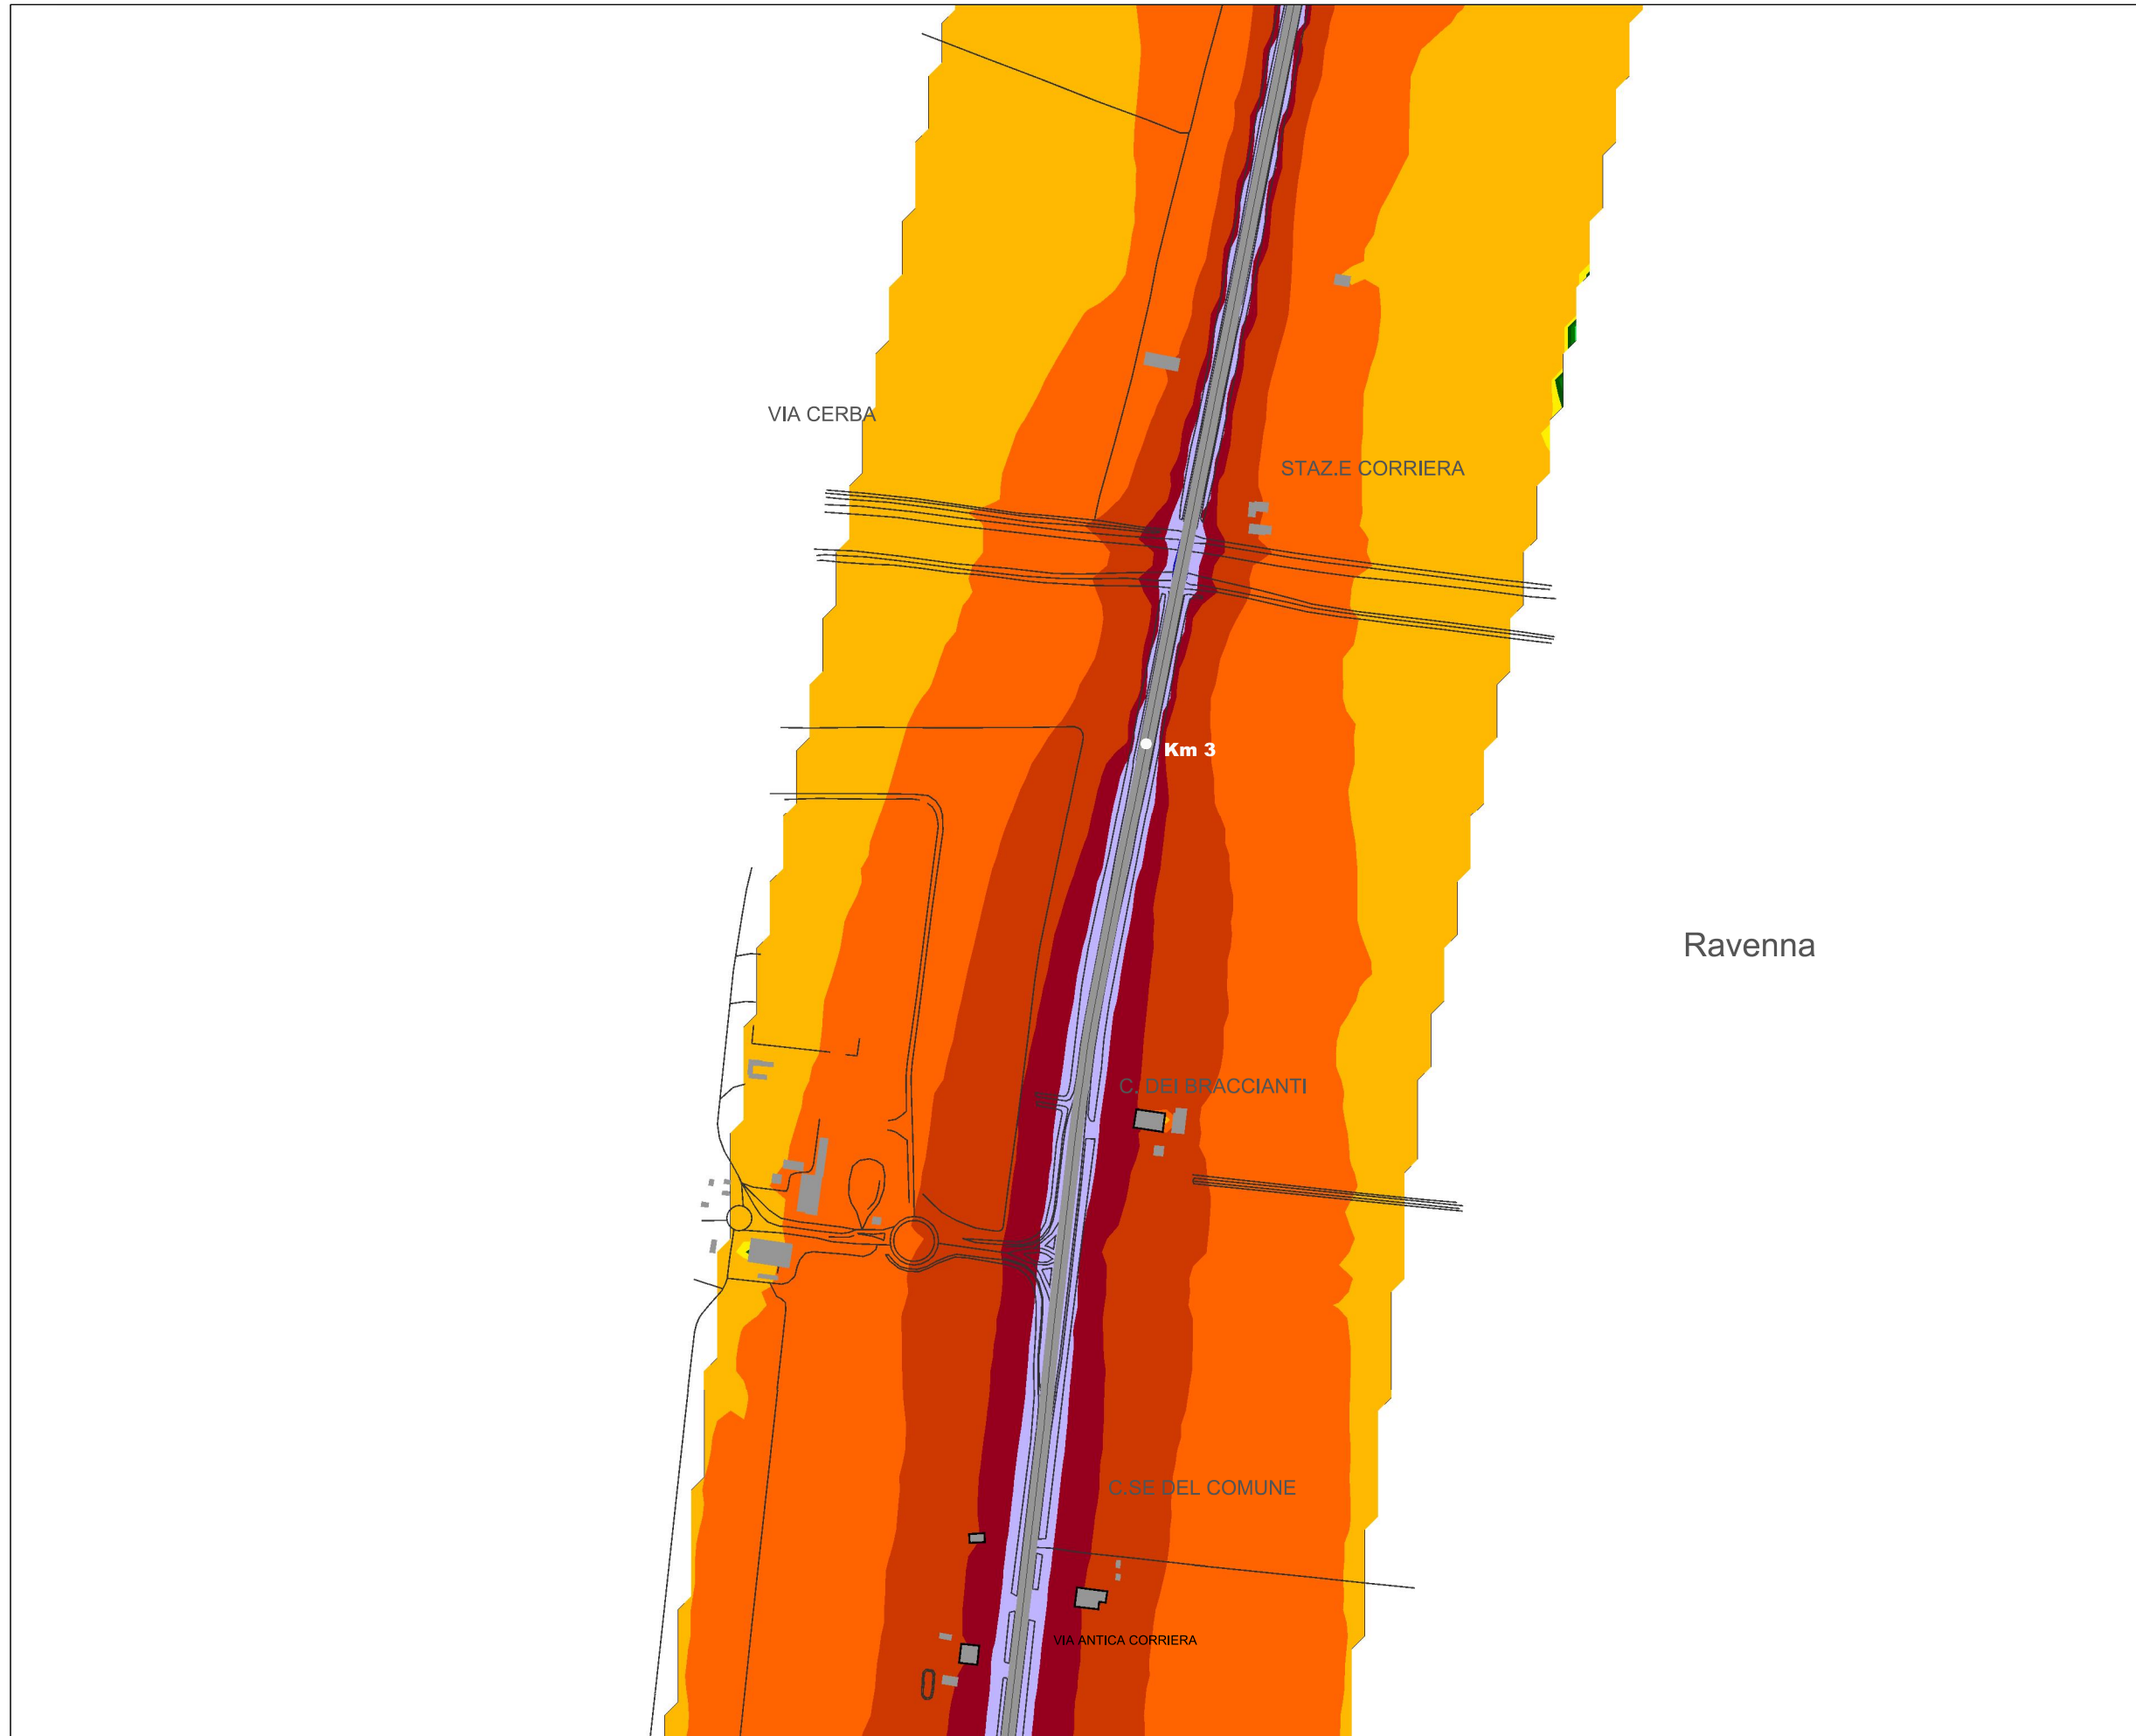 VIA CERBA
STAZ.E CORRIERA
Km 3
Ravenna
C. DEI BRACCIANTI
C.SE DEL COMUNE
VIA ANTICA CORRIERA